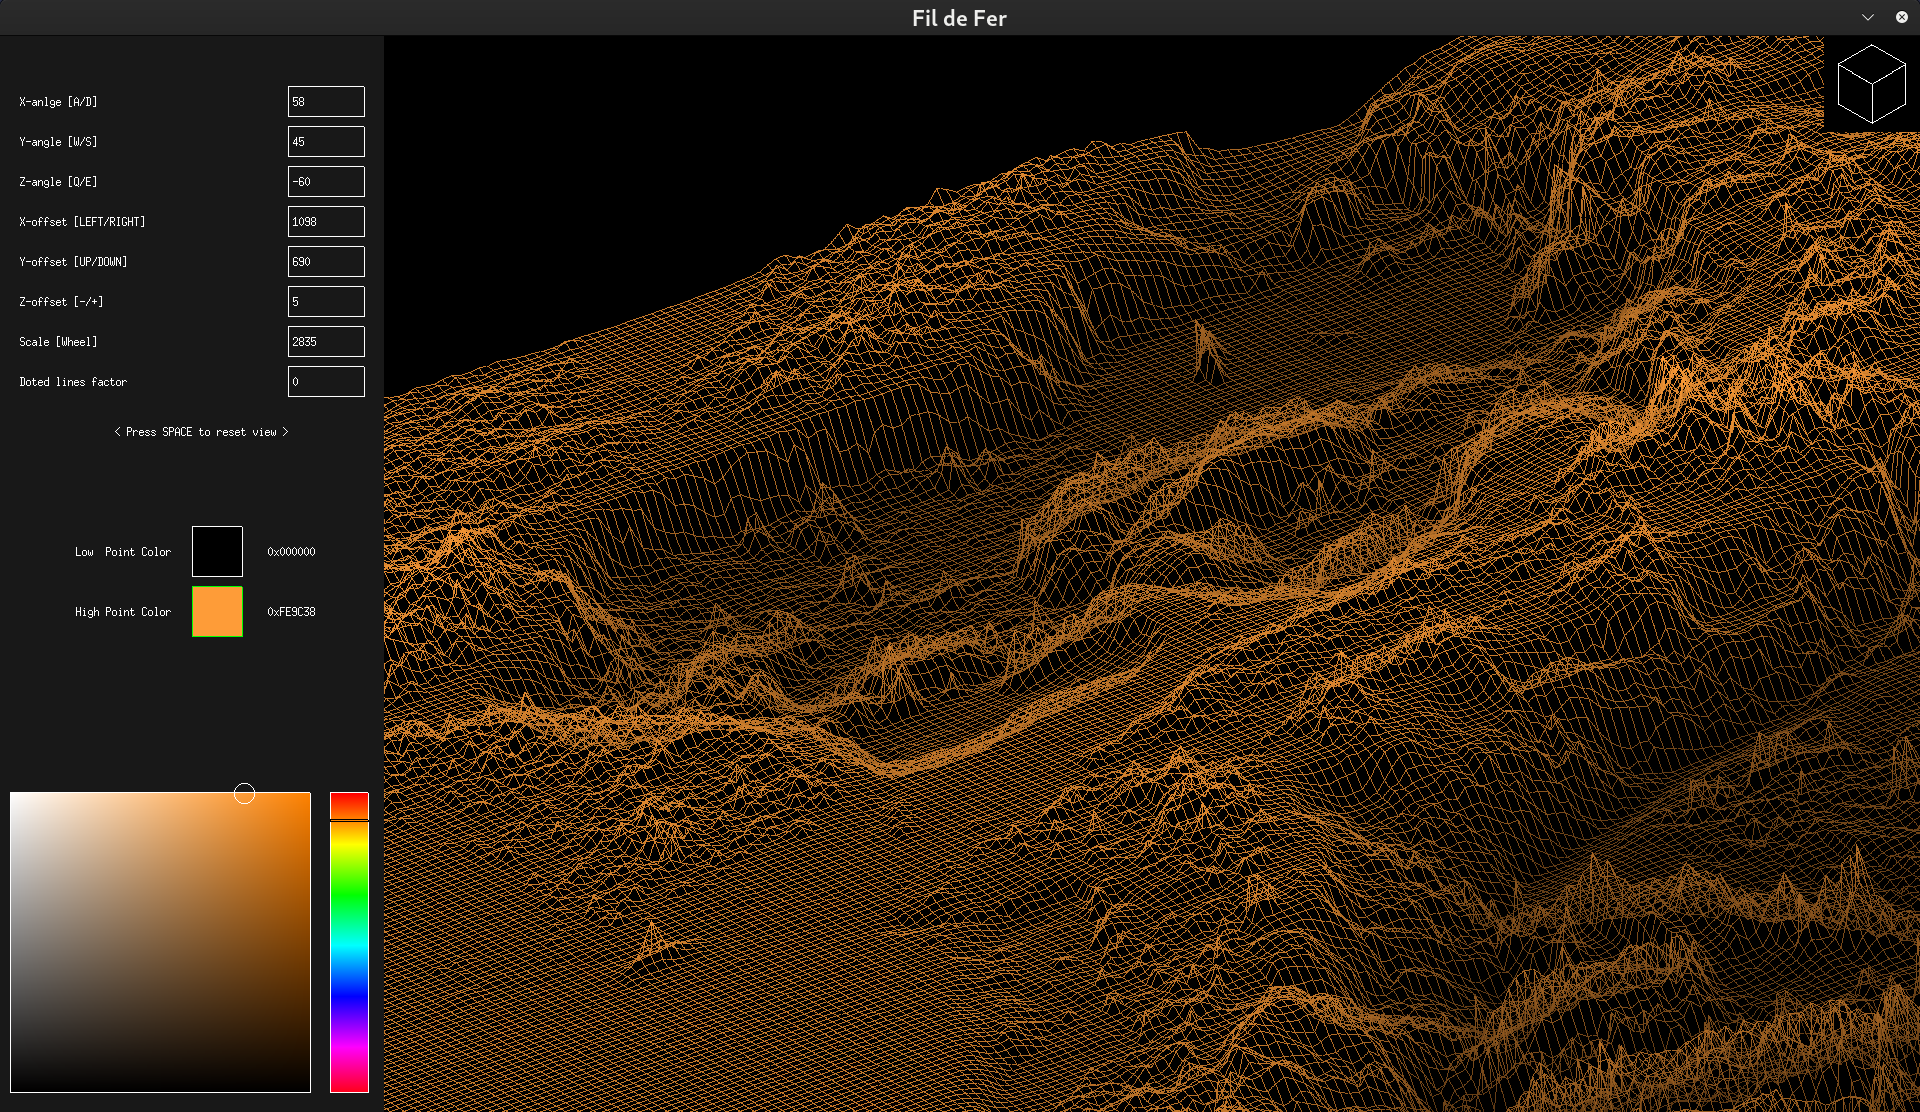 Fil de Fer
X-anlge [A/D] 58
Y-angle [W/S] 45
Z-angle [Q/E] -60
X-offset [LEFT/RIGHT] 1098
Y-offset [UP/DOWN] 690
Z-offset [-/+] 5
Scale [Wheel] 2835
Doted lines factor 0
< Press SPACE to reset view >
Low Point Color 0x000000
High Point Color 0xFE9C38